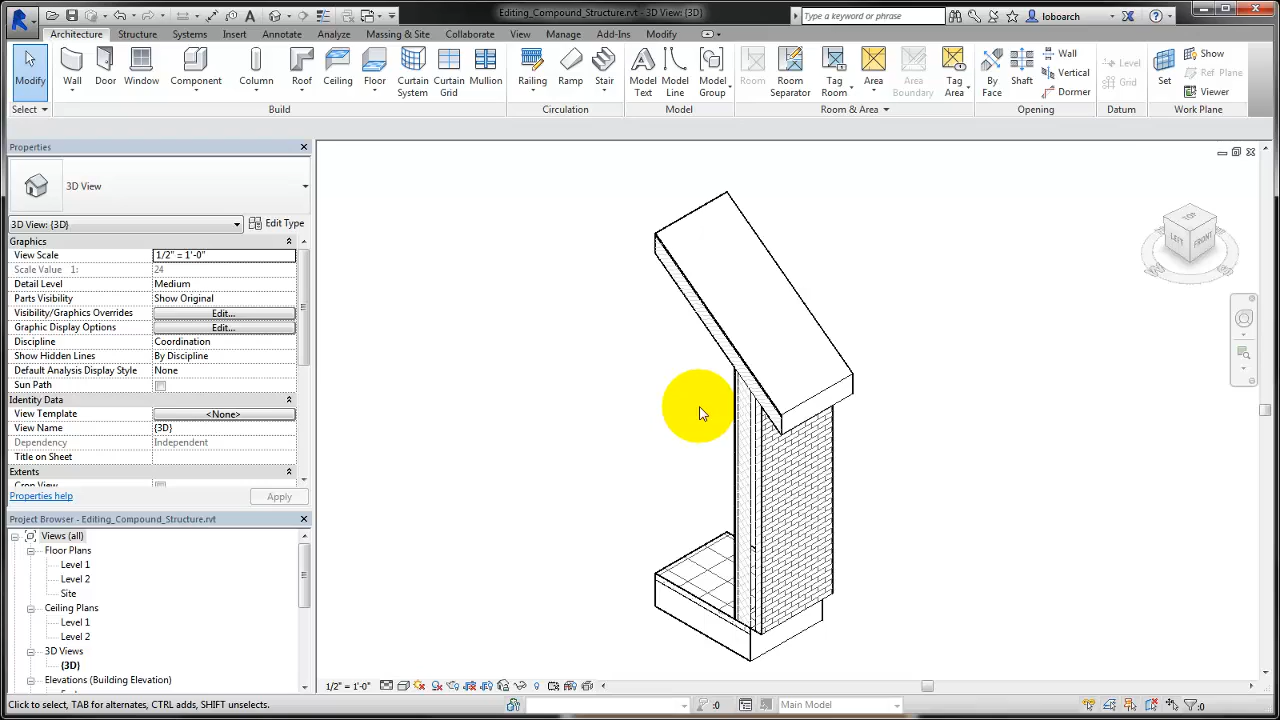 Editing_Compound_Structure.rvt - 3D View: {3D}
Type a keyword or phrase
loboarch
Architecture Structure Systems Insert Annotate Analyze Massing & Site Collaborate View Manage Add-Ins Modify
Modify
Wall
Door
Window
Component
Column
Roof
Ceiling
Floor
Curtain System
Curtain Grid
Mullion
Railing
Ramp
Stair
Model Text
Model Line
Model Group
Room
Room Separator
Tag Room
Area
Area Boundary
Tag Area
By Face
Shaft
Wall
Vertical
Dormer
Level
Grid
Set
Show
Ref Plane
Viewer
Select
Build
Circulation
Model
Room & Area
Opening
Datum
Work Plane
Properties
3D View
3D View: {3D}
Edit Type
Graphics
View Scale 1/2" = 1'-0"
Scale Value 1: 24
Detail Level Medium
Parts Visibility Show Original
Visibility/Graphics Overrides Edit...
Graphic Display Options Edit...
Discipline Coordination
Show Hidden Lines By Discipline
Default Analysis Display Style None
Sun Path
Identity Data
View Template <None>
View Name {3D}
Dependency Independent
Title on Sheet
Extents
Crop View
Properties help
Apply
Project Browser - Editing_Compound_Structure.rvt
Views (all)
Floor Plans
Level 1
Level 2
Site
Ceiling Plans
Level 1
Level 2
3D Views
{3D}
Elevations (Building Elevation)
TOP
LEFT
FRONT
1/2" = 1'-0"
Click to select, TAB for alternates, CTRL adds, SHIFT unselects.
:0
Main Model
:0